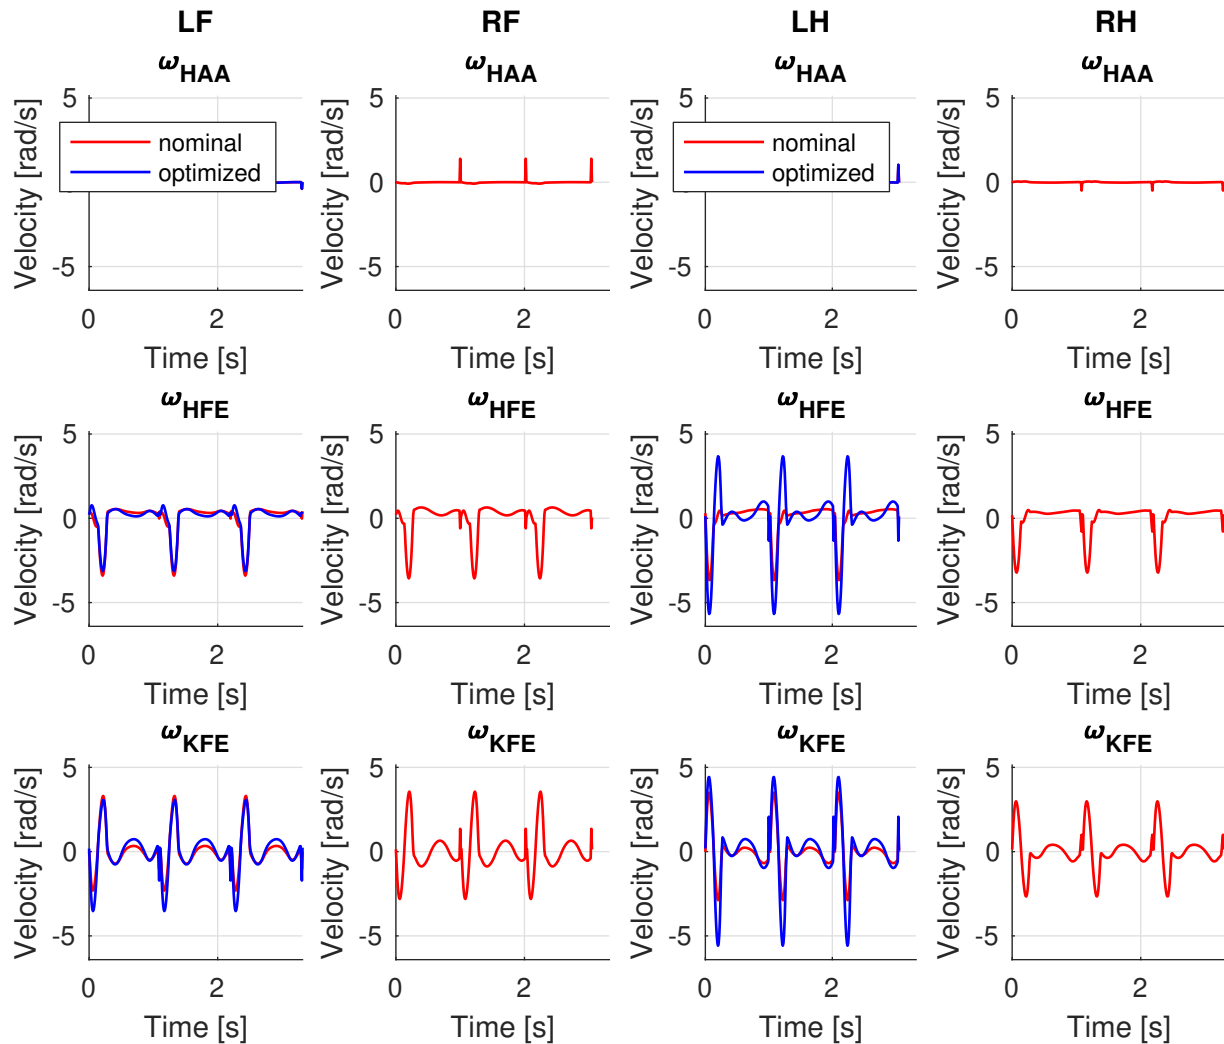 LF RF LH RH
ωHAA ωHAA ωHAA ωHAA
5 5 5 5
nominal nominal
optimized optimized
0 0
-5 -5 -5 -5
Velocity [rad/s] Velocity [rad/s] Velocity [rad/s] Velocity [rad/s]
0 2 0 2 0 2 0 2
Time [s] Time [s] Time [s] Time [s]
ωHFE ωHFE ωHFE ωHFE
5 5 5 5
0 0 0 0
-5 -5 -5 -5
Velocity [rad/s] Velocity [rad/s] Velocity [rad/s] Velocity [rad/s]
0 2 0 2 0 2 0 2
Time [s] Time [s] Time [s] Time [s]
ωKFE ωKFE ωKFE ωKFE
5 5 5 5
0 0 0 0
-5 -5 -5 -5
Velocity [rad/s] Velocity [rad/s] Velocity [rad/s] Velocity [rad/s]
0 2 0 2 0 2 0 2
Time [s] Time [s] Time [s] Time [s]